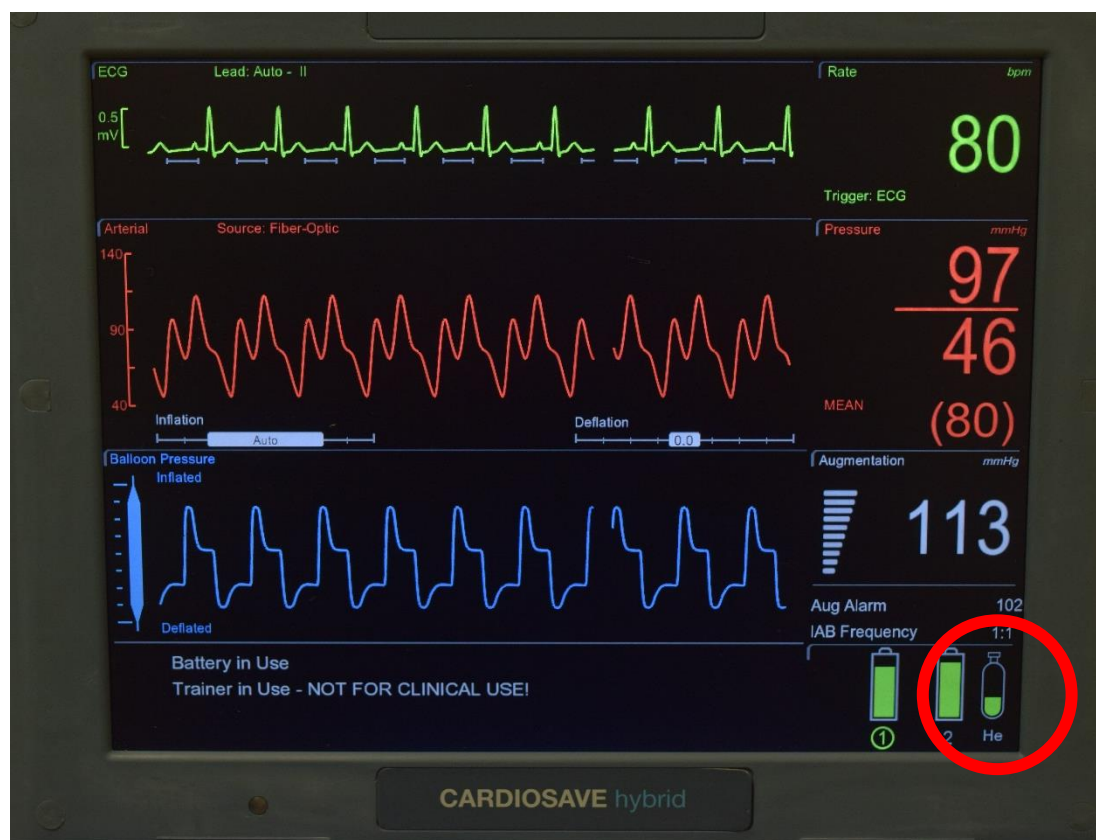 ECG Lead: Auto - II
Rate bpm
0.5
mV
80
Trigger: ECG
Arterial Source: Fiber-Optic
Pressure mmHg
140
97
90
46
40
MEAN (80)
Inflation Deflation
Auto 0.0
Balloon Pressure
Inflated
Augmentation mmHg
113
Aug Alarm 102
Deflated
IAB Frequency 1:1
Battery in Use
Trainer in Use - NOT FOR CLINICAL USE!
1 2 He
CARDIOSAVE hybrid